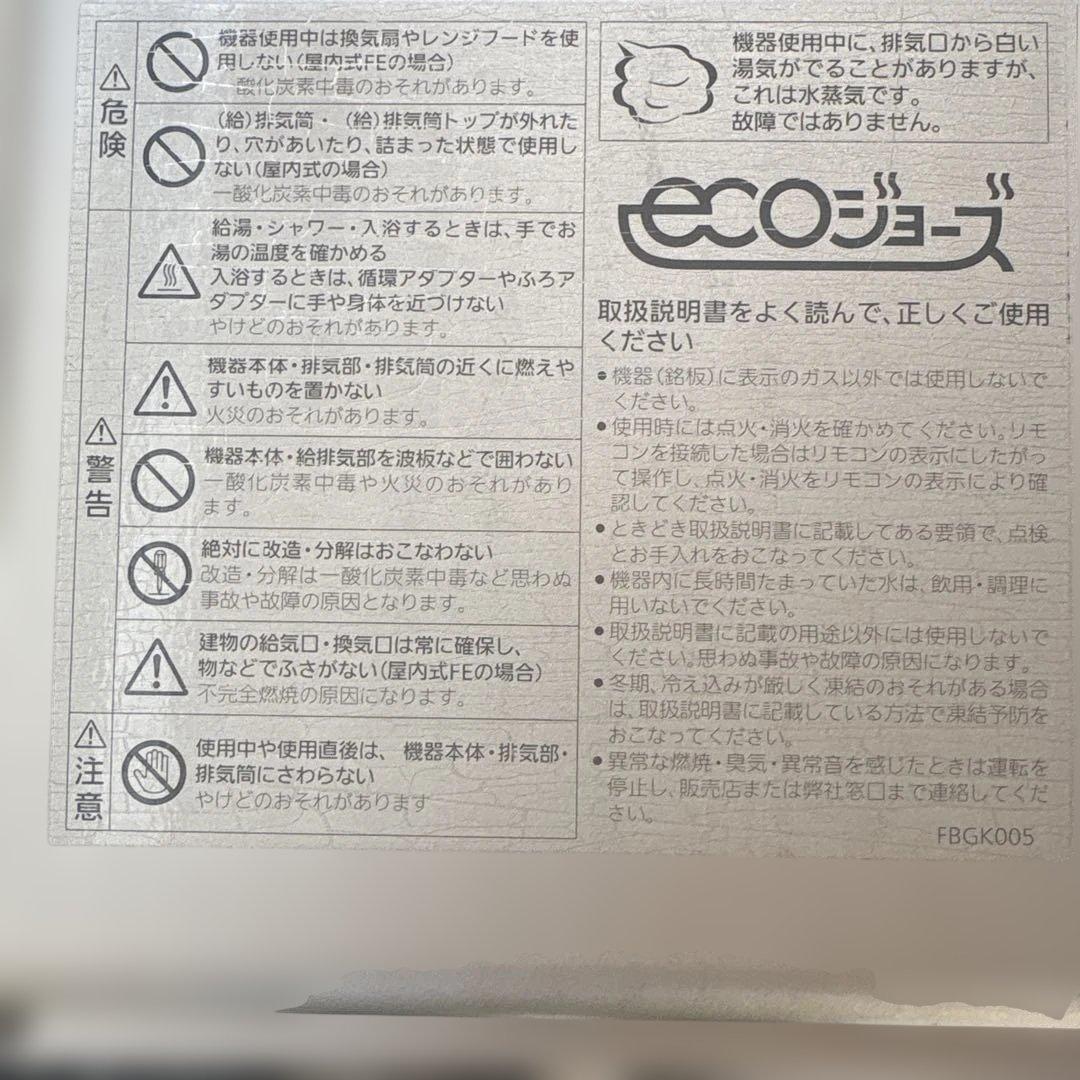 危険
機器使用中は換気扇やレンジフードを使
用しない(屋内式FEの場合)
酸化炭素中毒のおそれがあります。
(給)排気筒・(給)排気筒トップが外れた
り、穴があいたり、詰まった状態で使用し
ない(屋内式の場合)
一酸化炭素中毒のおそれがあります。
警告
給湯・シャワー・入浴するときは、手でお
湯の温度を確かめる
入浴するときは、循環アダプターやふろア
ダプターに手や身体を近づけない
やけどのおそれがあります。
機器本体・排気部・排気筒の近くに燃えや
すいものを置かない
火災のおそれがあります。
機器本体・給排気部を波板などで囲わない
一酸化炭素中毒や火災のおそれがあり
ます。
絶対に改造・分解はおこなわない
改造・分解は一酸化炭素中毒など思わぬ
事故や故障の原因となります。
建物の給気口・換気口は常に確保し、
物などでふさがない(屋内式FEの場合)
不完全燃焼の原因になります。
注意
使用中や使用直後は、機器本体・排気部・
排気筒にさわらない
やけどのおそれがあります
機器使用中に、排気口から白い
湯気がでることがありますが、
これは水蒸気です。
故障ではありません。
ecoジョーズ
取扱説明書をよく読んで、正しくご使用
ください
●機器(銘板)に表示のガス以外では使用しないで
ください。
●使用時には点火・消火を確かめてください。リモ
コンを接続した場合はリモコンの表示にしたがっ
て操作し、点火・消火をリモコンの表示により確
認してください。
●ときどき取扱説明書に記載してある要領で、点検
とお手入れをおこなってください。
●機器内に長時間たまっていた水は、飲用・調理に
用いないでください。
●取扱説明書に記載の用途以外には使用しないで
ください。思わぬ事故や故障の原因になります。
●冬期、冷え込みが厳しく凍結のおそれがある場合
は、取扱説明書に記載している方法で凍結予防を
おこなってください。
●異常な燃焼・臭気・異常音を感じたときは運転を
停止し、販売店または弊社窓口まで連絡してくだ
さい。
FBGK005